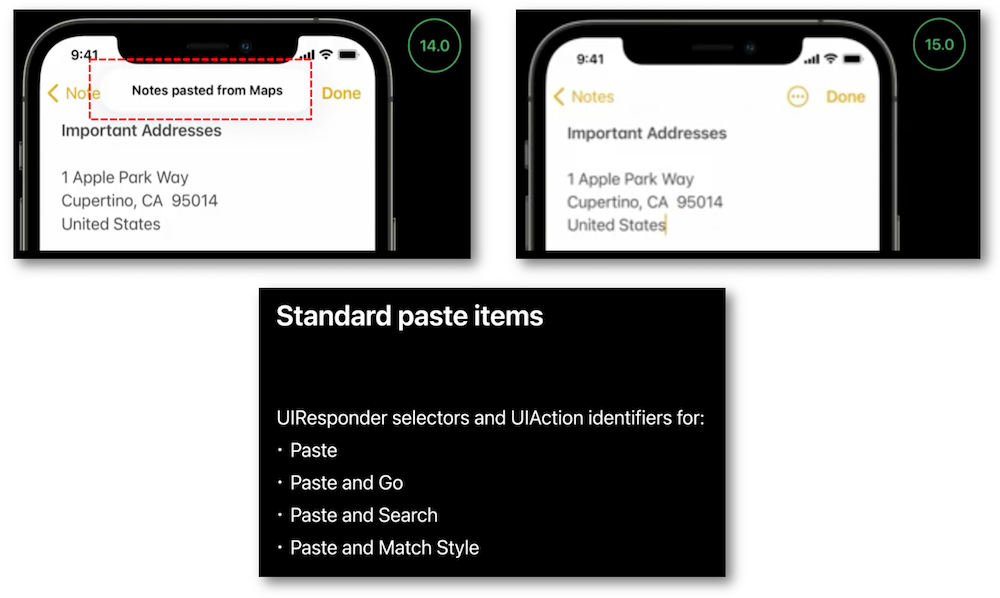 9:41
14.0
Notes pasted from Maps
Note
Done
Important Addresses
1 Apple Park Way
Cupertino, CA  95014
United States
9:41
15.0
Notes
Done
Important Addresses
1 Apple Park Way
Cupertino, CA  95014
United States
Standard paste items
UIResponder selectors and UIAction identifiers for:
· Paste
· Paste and Go
· Paste and Search
· Paste and Match Style